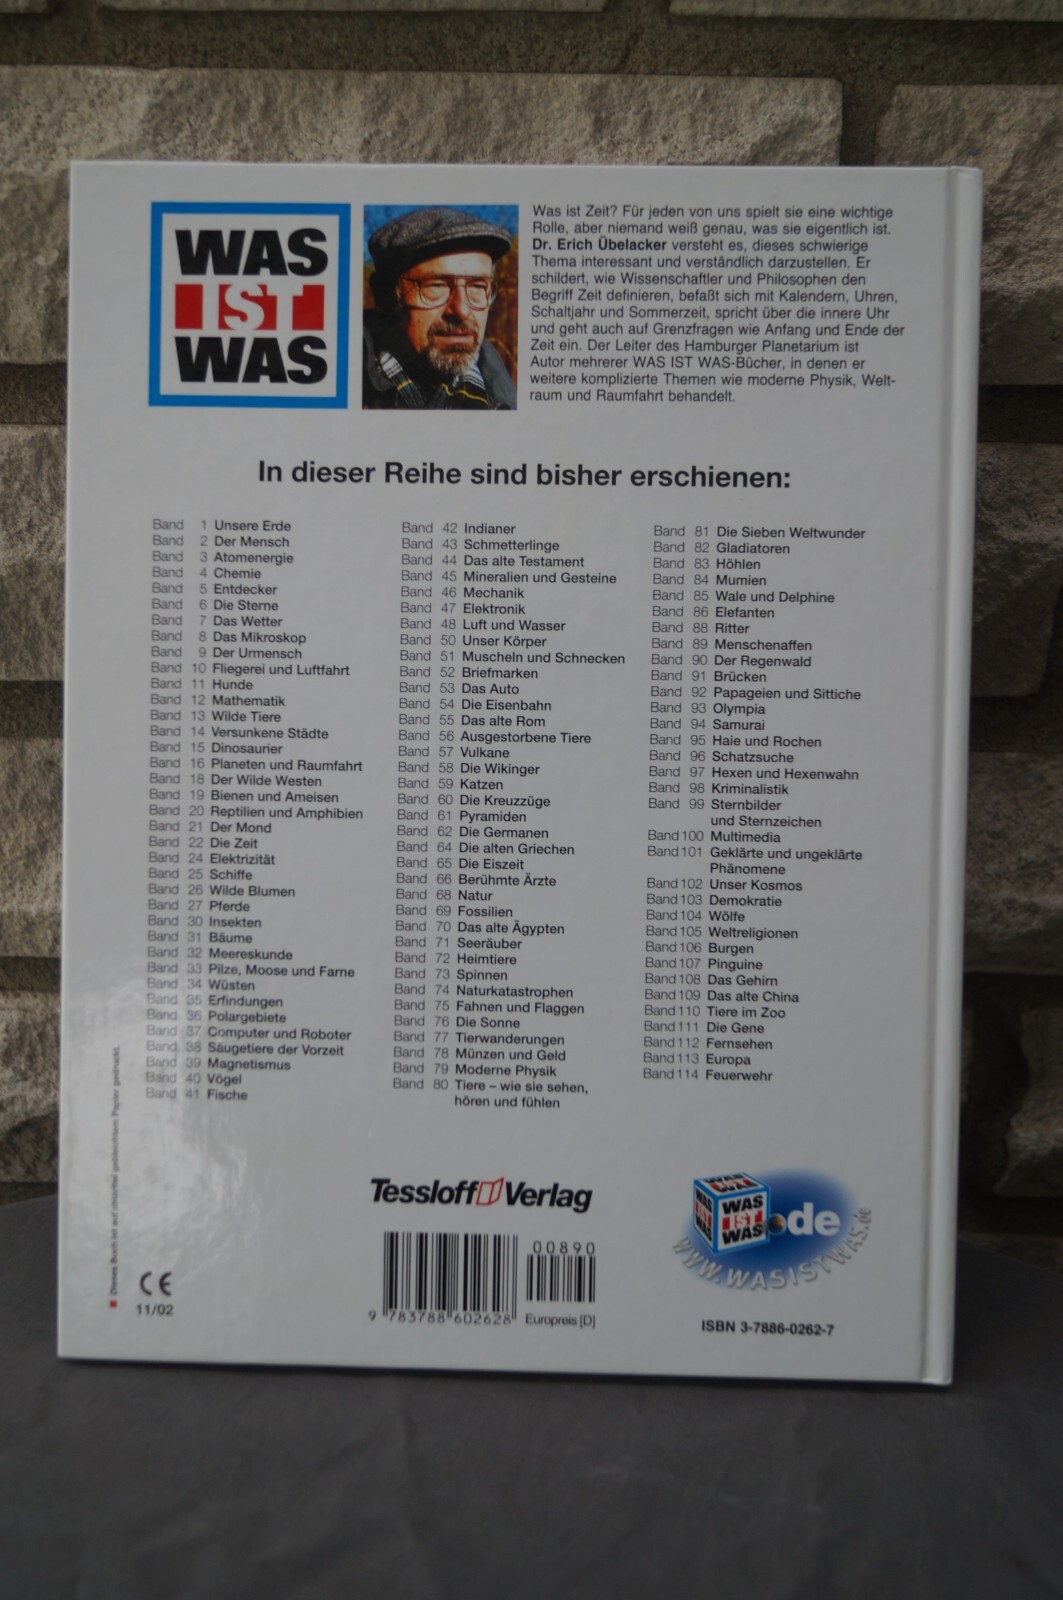 WAS
IST
WAS
Was ist Zeit? Für jeden von uns spielt sie eine wichtige
Rolle, aber niemand weiß genau, was sie eigentlich ist.
Dr. Erich Übelacker versteht es, dieses schwierige
Thema interessant und verständlich darzustellen. Er
schildert, wie Wissenschaftler und Philosophen den
Begriff Zeit definieren, befaßt sich mit Kalendern, Uhren,
Schaltjahr und Sommerzeit, spricht über die innere Uhr
und geht auch auf Grenzfragen wie Anfang und Ende der
Zeit ein. Der Leiter des Hamburger Planetarium ist
Autor mehrerer WAS IST WAS-Bücher, in denen er
weitere komplizierte Themen wie moderne Physik, Welt-
raum und Raumfahrt behandelt.
In dieser Reihe sind bisher erschienen:
Band 1 Unsere Erde
Band 2 Der Mensch
Band 3 Atomenergie
Band 4 Chemie
Band 5 Entdecker
Band 6 Die Sterne
Band 7 Das Wetter
Band 8 Das Mikroskop
Band 9 Der Urmensch
Band 10 Fliegerei und Luftfahrt
Band 11 Hunde
Band 12 Mathematik
Band 13 Wilde Tiere
Band 14 Versunkene Städte
Band 15 Dinosaurier
Band 16 Planeten und Raumfahrt
Band 18 Der Wilde Westen
Band 19 Bienen und Ameisen
Band 20 Reptilien und Amphibien
Band 21 Der Mond
Band 22 Die Zeit
Band 24 Elektrizität
Band 25 Schiffe
Band 26 Wilde Blumen
Band 27 Pferde
Band 30 Insekten
Band 31 Bäume
Band 32 Meereskunde
Band 33 Pilze, Moose und Farne
Band 34 Wüsten
Band 35 Erfindungen
Band 36 Polargebiete
Band 37 Computer und Roboter
Band 38 Säugetiere der Vorzeit
Band 39 Magnetismus
Band 40 Vögel
Band 41 Fische
Band 42 Indianer
Band 43 Schmetterlinge
Band 44 Das alte Testament
Band 45 Mineralien und Gesteine
Band 46 Mechanik
Band 47 Elektronik
Band 48 Luft und Wasser
Band 50 Unser Körper
Band 51 Muscheln und Schnecken
Band 52 Briefmarken
Band 53 Das Auto
Band 54 Die Eisenbahn
Band 55 Das alte Rom
Band 56 Ausgestorbene Tiere
Band 57 Vulkane
Band 58 Die Wikinger
Band 59 Katzen
Band 60 Die Kreuzzüge
Band 61 Pyramiden
Band 62 Die Germanen
Band 64 Die alten Griechen
Band 65 Die Eiszeit
Band 66 Berühmte Ärzte
Band 68 Natur
Band 69 Fossilien
Band 70 Das alte Ägypten
Band 71 Seeräuber
Band 72 Heimtiere
Band 73 Spinnen
Band 74 Naturkatastrophen
Band 75 Fahnen und Flaggen
Band 76 Die Sonne
Band 77 Tierwanderungen
Band 78 Münzen und Geld
Band 79 Moderne Physik
Band 80 Tiere – wie sie sehen,
hören und fühlen
Band 81 Die Sieben Weltwunder
Band 82 Gladiatoren
Band 83 Höhlen
Band 84 Mumien
Band 85 Wale und Delphine
Band 86 Elefanten
Band 88 Ritter
Band 89 Menschenaffen
Band 90 Der Regenwald
Band 91 Brücken
Band 92 Papageien und Sittiche
Band 93 Olympia
Band 94 Samurai
Band 95 Haie und Rochen
Band 96 Schatzsuche
Band 97 Hexen und Hexenwahn
Band 98 Kriminalistik
Band 99 Sternbilder
und Sternzeichen
Band 100 Multimedia
Band 101 Geklärte und ungeklärte
Phänomene
Band 102 Unser Kosmos
Band 103 Demokratie
Band 104 Wölfe
Band 105 Weltreligionen
Band 106 Burgen
Band 107 Pinguine
Band 108 Das Gehirn
Band 109 Das alte China
Band 110 Tiere im Zoo
Band 111 Die Gene
Band 112 Fernsehen
Band 113 Europa
Band 114 Feuerwehr
Dieses Buch ist auf chlorfrei gebleichtem Papier gedruckt.
CE
11/02
Tessloff Verlag
00890
9 783788 602628
Europreis [D]
WAS IST WAS
WAS IST WAS
WAS IST WAS
.de
WWW.WASISTWAS.de
ISBN 3-7886-0262-7